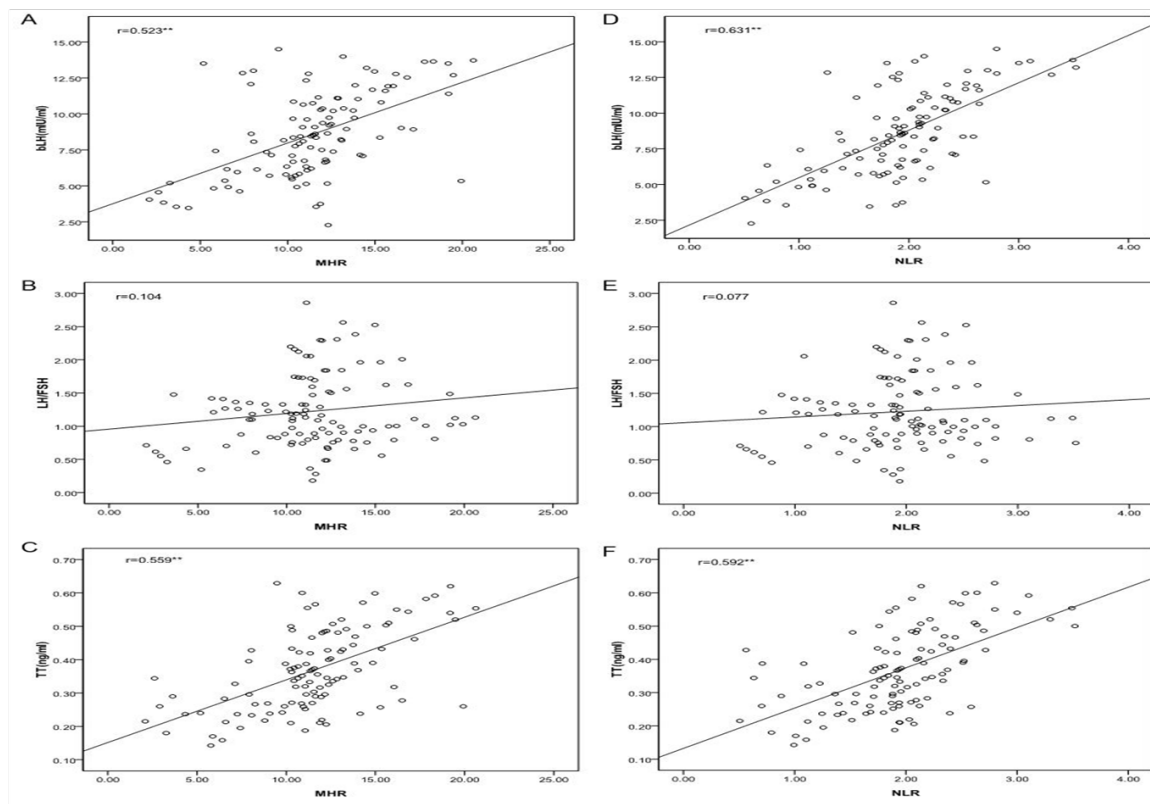 A
r=0.523**
bLH(mIU/ml)
15.00
12.50
10.00
7.50
5.00
2.50
0.00 5.00 10.00 15.00 20.00 25.00
MHR
D
r=0.631**
bLH(mIU/ml)
15.00
12.50
10.00
7.50
5.00
2.50
0.00 1.00 2.00 3.00 4.00
NLR
B
r=0.104
LH/FSH
3.00
2.50
2.00
1.50
1.00
0.50
0.00
0.00 5.00 10.00 15.00 20.00 25.00
MHR
E
r=0.077
LH/FSH
3.00
2.50
2.00
1.50
1.00
0.50
0.00
0.00 1.00 2.00 3.00 4.00
NLR
C
r=0.559**
TT(ng/ml)
0.70
0.60
0.50
0.40
0.30
0.20
0.10
0.00 5.00 10.00 15.00 20.00 25.00
MHR
F
r=0.592**
TT(ng/ml)
0.70
0.60
0.50
0.40
0.30
0.20
0.10
0.00 1.00 2.00 3.00 4.00
NLR